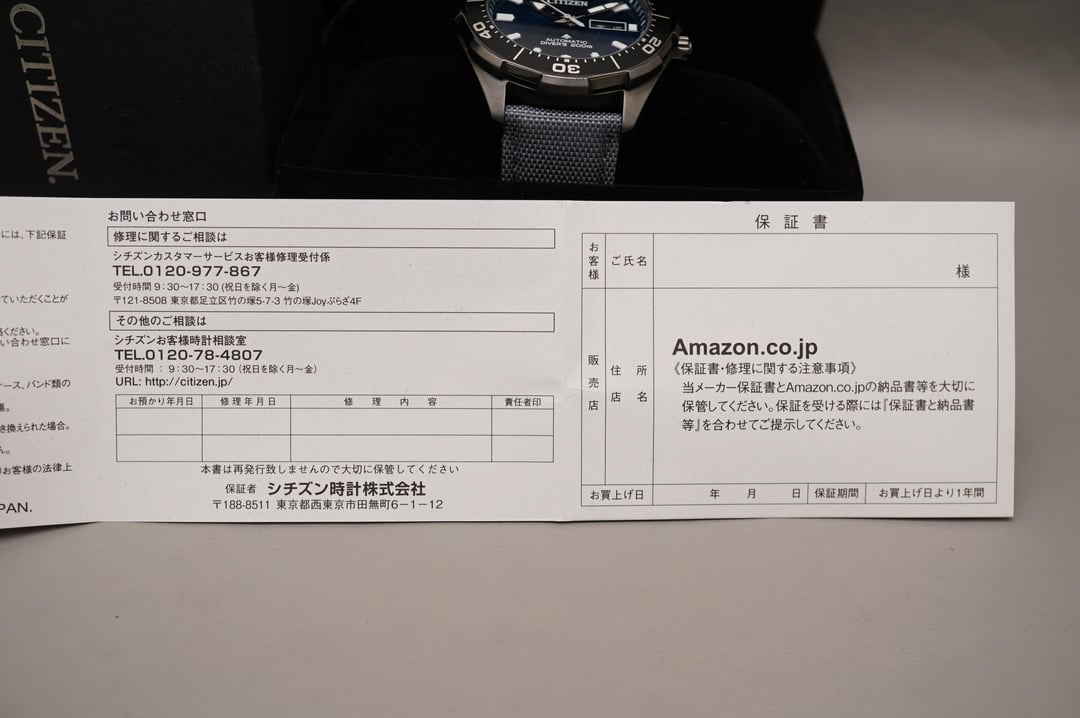 CITIZEN.
CITIZEN
AUTOMATIC
DIVER'S 200m
40
30
20
には、下記保証
ていただくことが
ください。
い合わせ窓口に
ース、バンド類の
き換えられた場合。
お客様の法律上
PAN.
お問い合わせ窓口
修理に関するご相談は
シチズンカスタマーサービスお客様修理受付係
TEL.0120-977-867
受付時間 9:30〜17:30 (祝日を除く月〜金)
〒121-8508 東京都足立区竹の塚5-7-3 竹の塚Joyぷらざ4F
その他のご相談は
シチズンお客様時計相談室
TEL.0120-78-4807
受付時間 : 9:30〜17:30 (祝日を除く月〜金)
URL: http://citizen.jp/
お預かり年月日 修理年月日 修理内容 責任者印
本書は再発行致しませんので大切に保管してください
保証者 シチズン時計株式会社
〒188-8511 東京都西東京市田無町6-1-12
保証書
お客様 ご氏名 様
販売店 住所 店名
Amazon.co.jp
《保証書・修理に関する注意事項》
当メーカー保証書とAmazon.co.jpの納品書等を大切に
保管してください。保証を受ける際には『保証書と納品書
等』を合わせてご提示してください。
お買上げ日 年 月 日 保証期間 お買上げ日より1年間